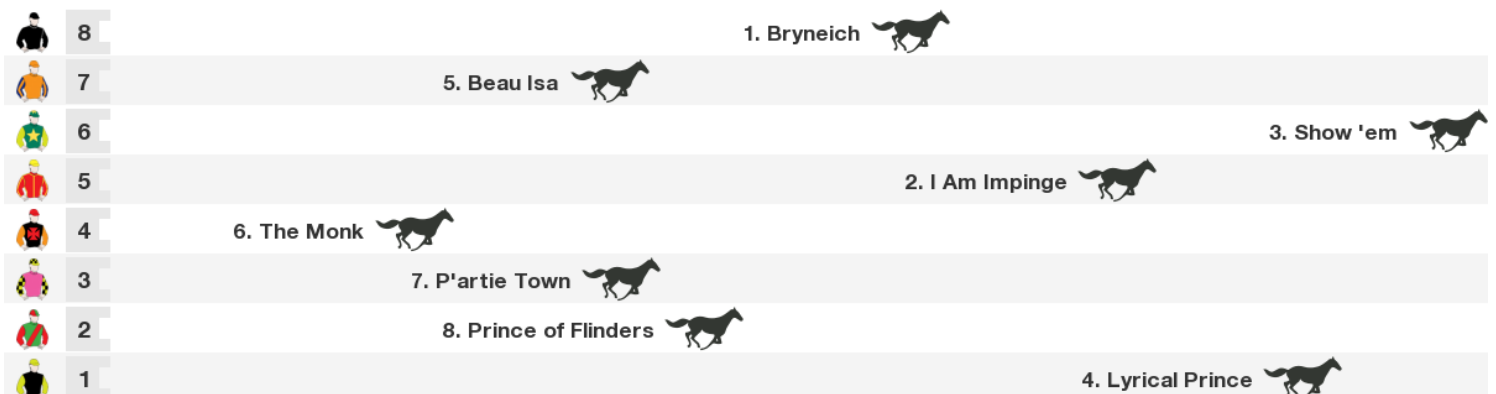 8 1. Bryneich
7 5. Beau Isa
6 3. Show 'em
5 2. I Am Impinge
4 6. The Monk
3 7. P'artie Town
2 8. Prince of Flinders
1 4. Lyrical Prince